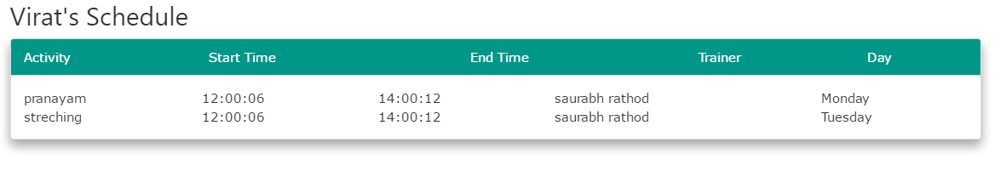 Virat's Schedule
Activity Start Time End Time Trainer Day
pranayam 12:00:06 14:00:12 saurabh rathod Monday
streching 12:00:06 14:00:12 saurabh rathod Tuesday